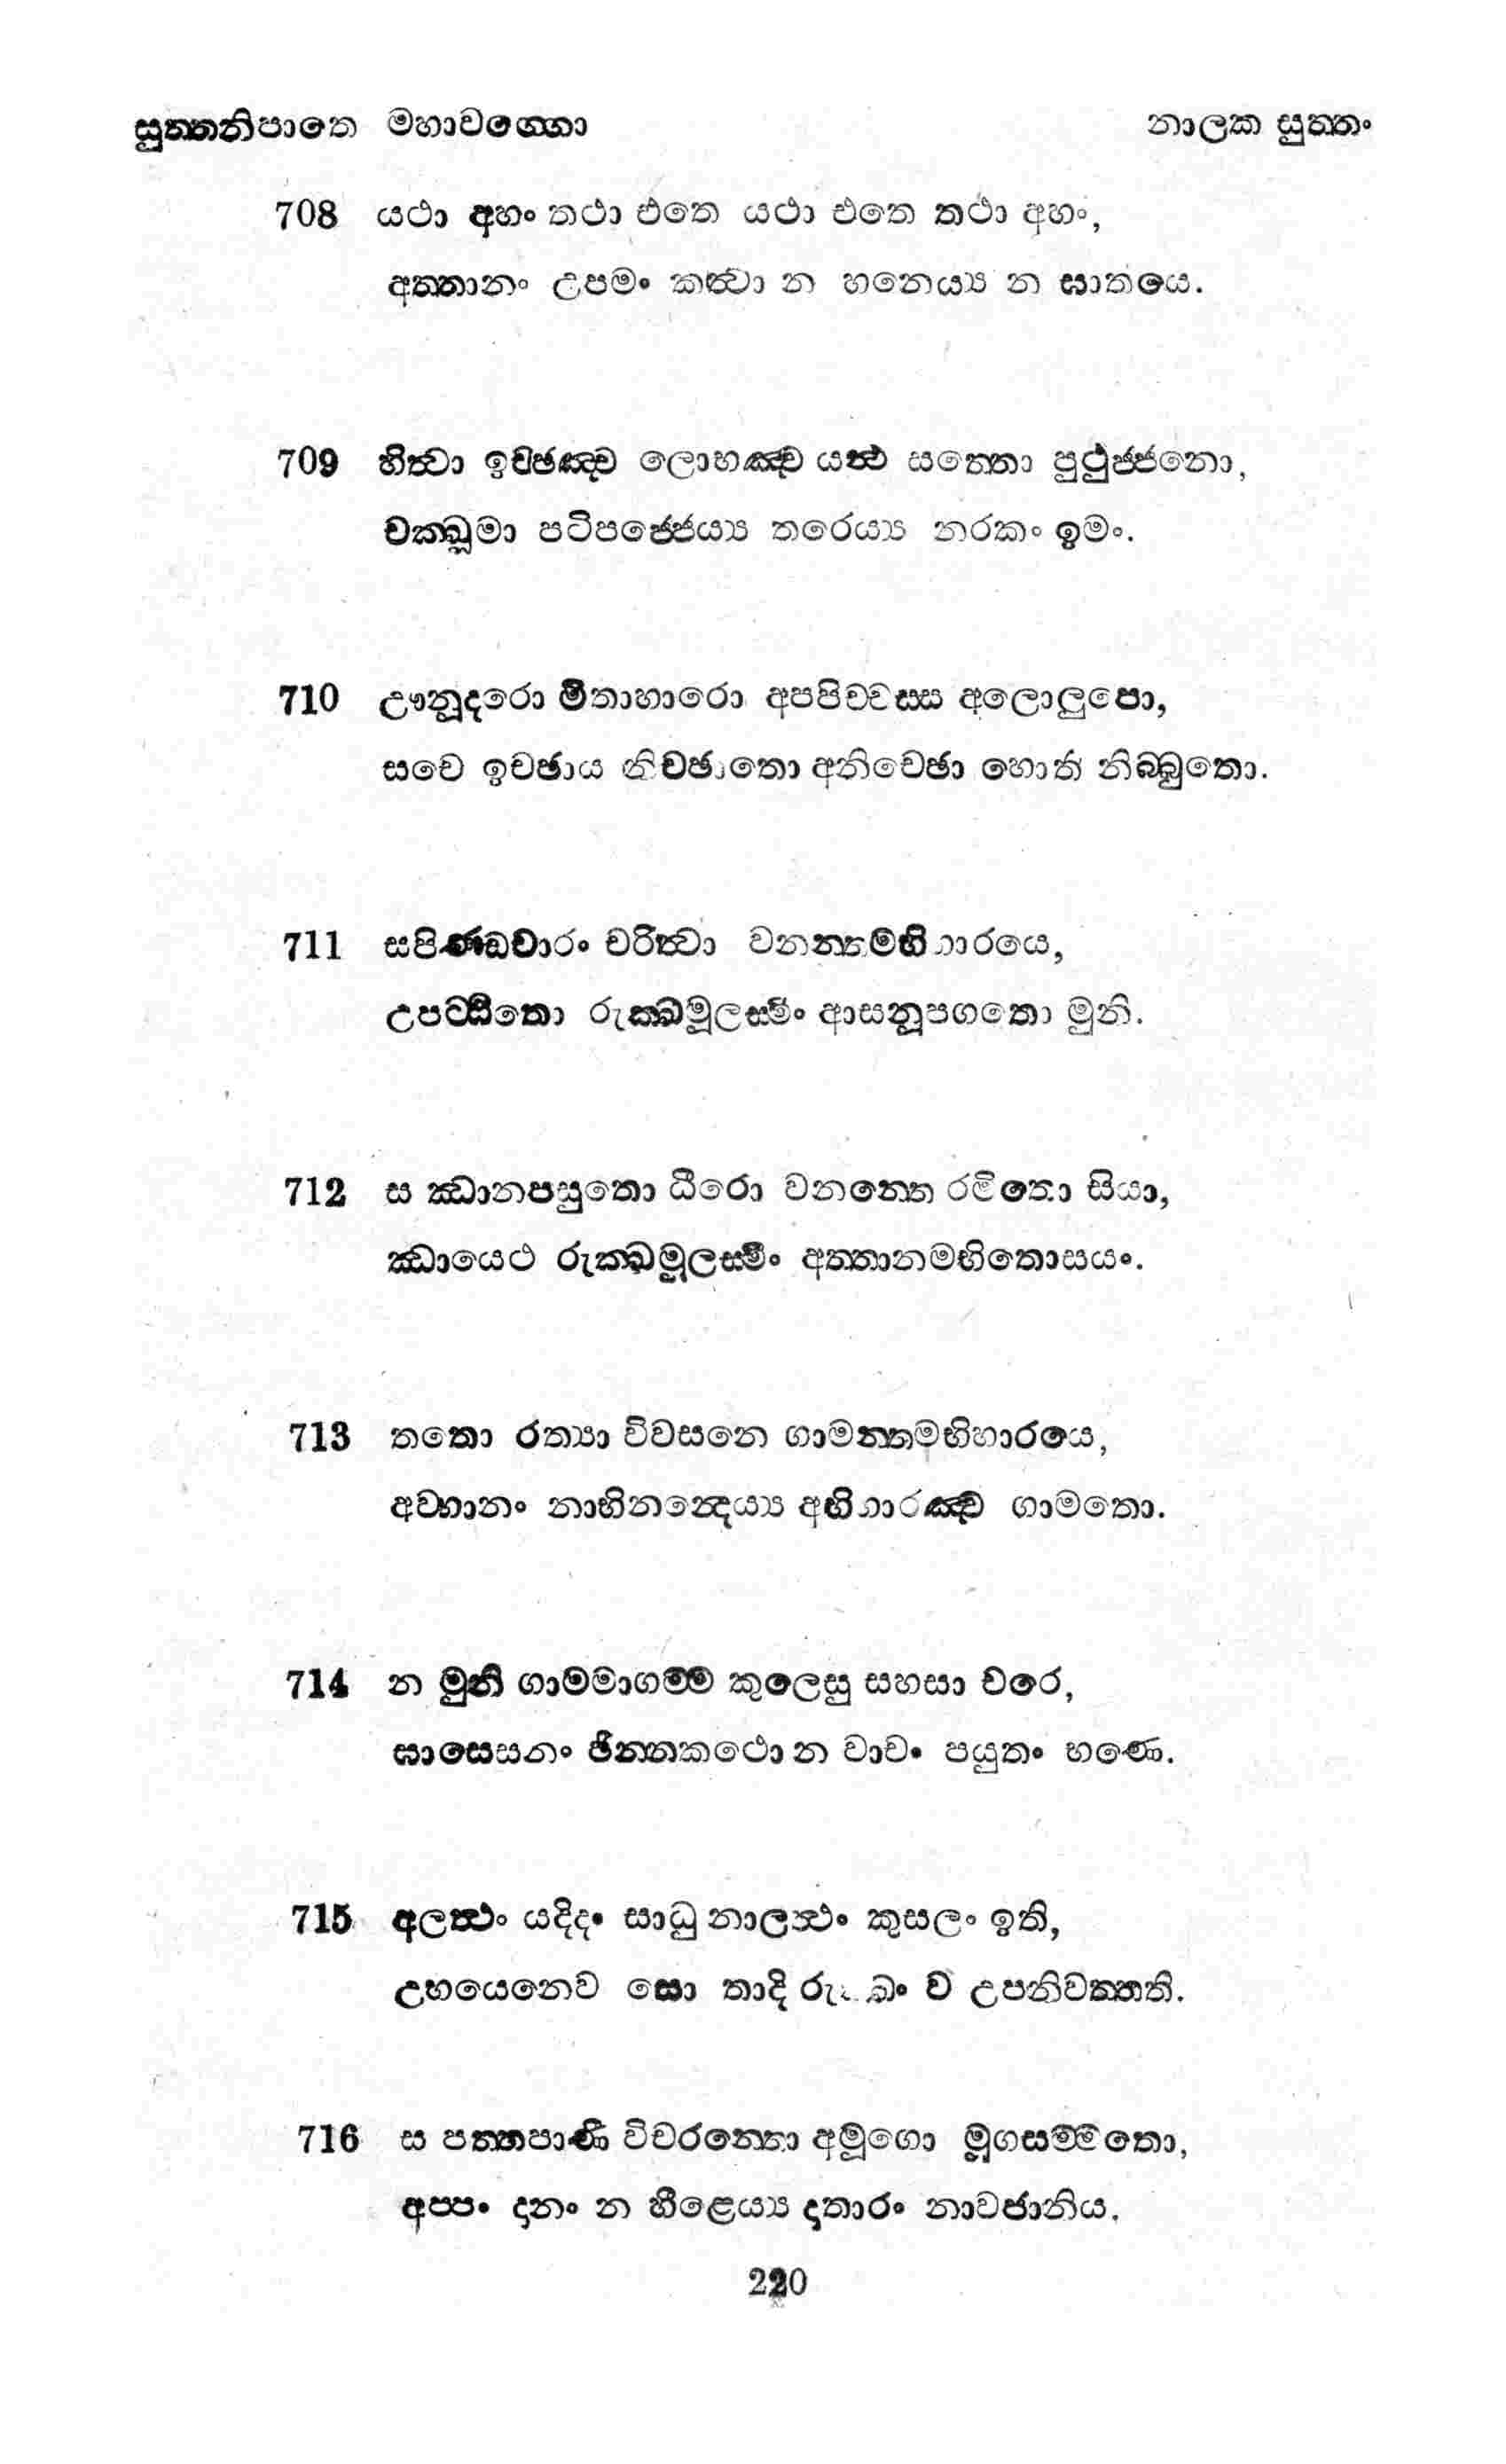 සුත්තනිපාතෙ මහාවග්ගො
නාලක සුත්තං
708 යථා අහං තථා එතෙ යථා එතෙ තථා අහං,
අත්තානං උපමං කත්වා න හනෙය්‍ය න ඝාතයෙ.
709 හිත්වා ඉච්ඡඤ්ච ලොභඤ්ච යත්ථ සත්තො පුථුජ්ජනො,
චක්ඛුමා පටිපජ්ජෙය්‍ය තරෙය්‍ය නරකං ඉමං.
710 ඌනූදරො මිතාහාරො අප්පිච්චස්ස අලොලුපො,
සචෙ ඉච්ඡාය නිච්ඡාතො අනිච්ඡො හොති නිබ්බුතො.
711 ස පිණ්ඩචාරං චරිත්වා වනන්තමභිහාරයෙ,
උපට්ඨිතො රුක්ඛමූලස්මිං ආසනූපගතො මුනි.
712 ස ඣානපසුතො ධීරො වනන්තෙ රමිතො සියා,
ඣායෙථ රුක්ඛමූලස්මිං අත්තානමභිතොසයං.
713 තතො රත්‍යා විවසනෙ ගාමන්තමභිහාරයෙ,
අව්හානං නාභිනන්දෙය්‍ය අභිහාරඤ්ච ගාමතො.
714 න මුනි ගාමමාගම්ම කුලෙසු සහසා චරෙ,
ඝාසෙසනං ඡින්නකථො න වාචං පයුතං භණෙ.
715 අලත්ථං යදිදං සාධු නාලත්ථං කුසලං ඉති,
උභයෙනෙව සො තාදි ව උපනිවත්තති.
716 ස පත්තපාණී විචරන්තො අමූගො මූගසම්මතො,
අප්පං දානං න හීළෙය්‍ය දාතාරං නාවජානිය.
220